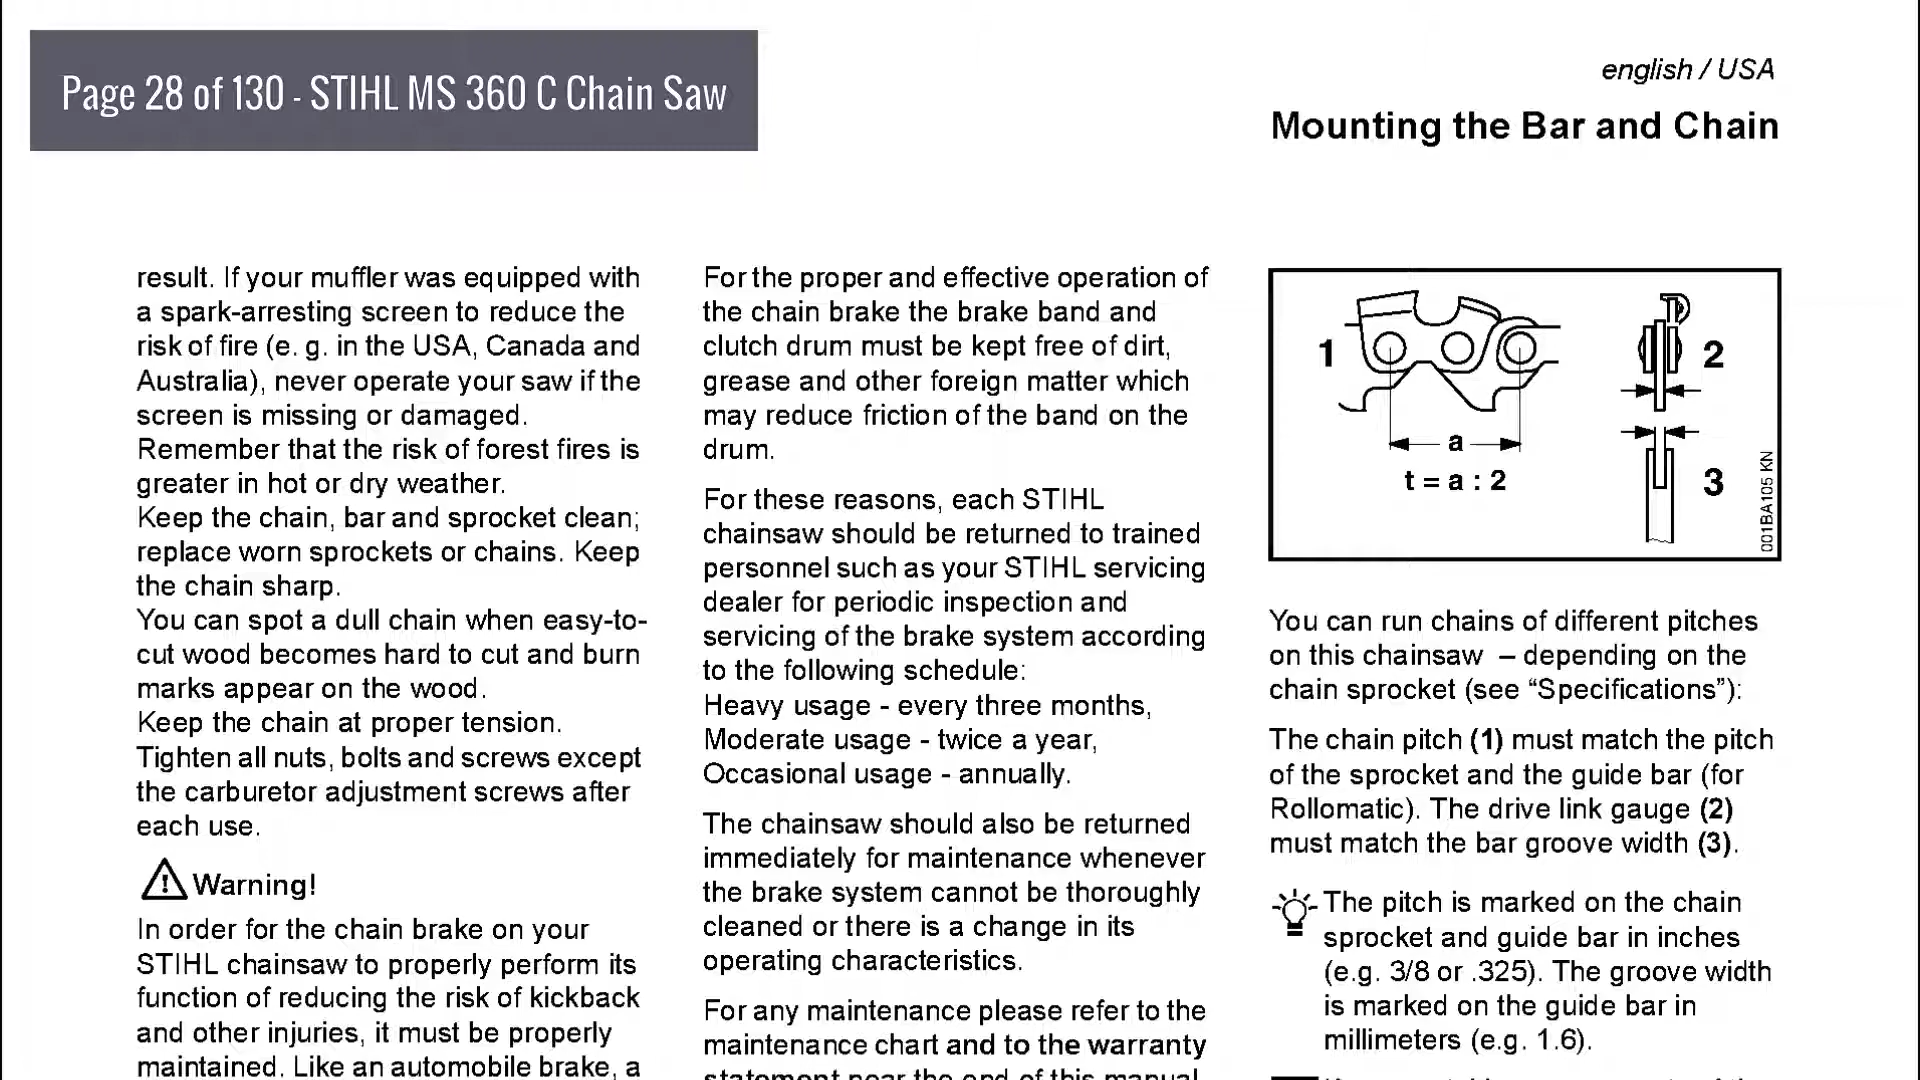 Page 28 of 130 - STIHL MS 360 C Chain Saw
english / USA
Mounting the Bar and Chain
result. If your muffler was equipped with
a spark-arresting screen to reduce the
risk of fire (e. g. in the USA, Canada and
Australia), never operate your saw if the
screen is missing or damaged.
Remember that the risk of forest fires is
greater in hot or dry weather.
Keep the chain, bar and sprocket clean;
replace worn sprockets or chains. Keep
the chain sharp.
You can spot a dull chain when easy-to-
cut wood becomes hard to cut and burn
marks appear on the wood.
Keep the chain at proper tension.
Tighten all nuts, bolts and screws except
the carburetor adjustment screws after
each use.
Warning!
In order for the chain brake on your
STIHL chainsaw to properly perform its
function of reducing the risk of kickback
and other injuries, it must be properly
maintained. Like an automobile brake, a
For the proper and effective operation of
the chain brake the brake band and
clutch drum must be kept free of dirt,
grease and other foreign matter which
may reduce friction of the band on the
drum.
For these reasons, each STIHL
chainsaw should be returned to trained
personnel such as your STIHL servicing
dealer for periodic inspection and
servicing of the brake system according
to the following schedule:
Heavy usage - every three months,
Moderate usage - twice a year,
Occasional usage - annually.
The chainsaw should also be returned
immediately for maintenance whenever
the brake system cannot be thoroughly
cleaned or there is a change in its
operating characteristics.
For any maintenance please refer to the
maintenance chart and to the warranty
statement near the end of this manual.
1
2
a
t = a : 2
3
001BA105 KN
You can run chains of different pitches
on this chainsaw – depending on the
chain sprocket (see “Specifications”):
The chain pitch (1) must match the pitch
of the sprocket and the guide bar (for
Rollomatic). The drive link gauge (2)
must match the bar groove width (3).
The pitch is marked on the chain
sprocket and guide bar in inches
(e.g. 3/8 or .325). The groove width
is marked on the guide bar in
millimeters (e.g. 1.6).